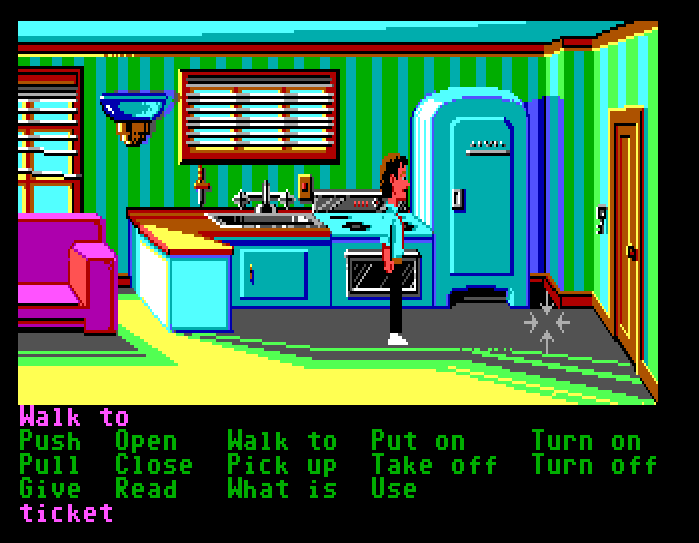 Walk to
Push Open Walk to Put on Turn on
Pull Close Pick up Take off Turn off
Give Read What is Use
ticket